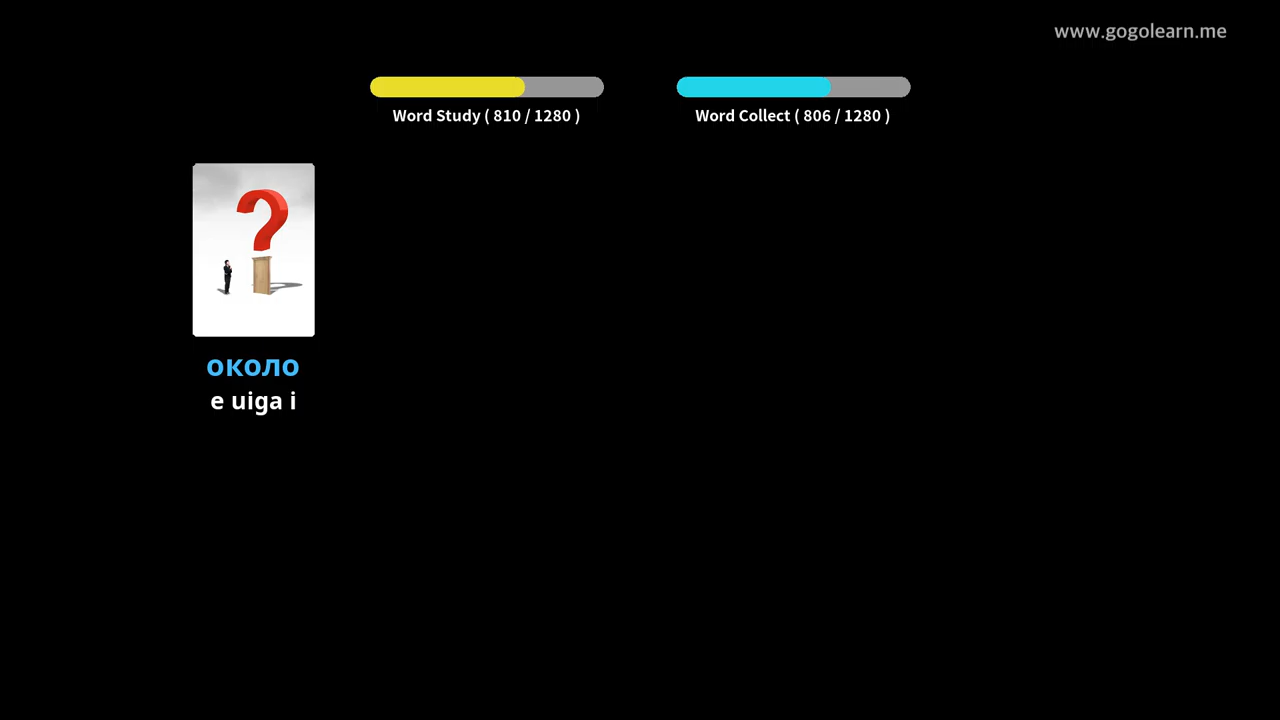 www.gogolearn.me
Word Study ( 810 / 1280 )
Word Collect ( 806 / 1280 )
около
e uiga i